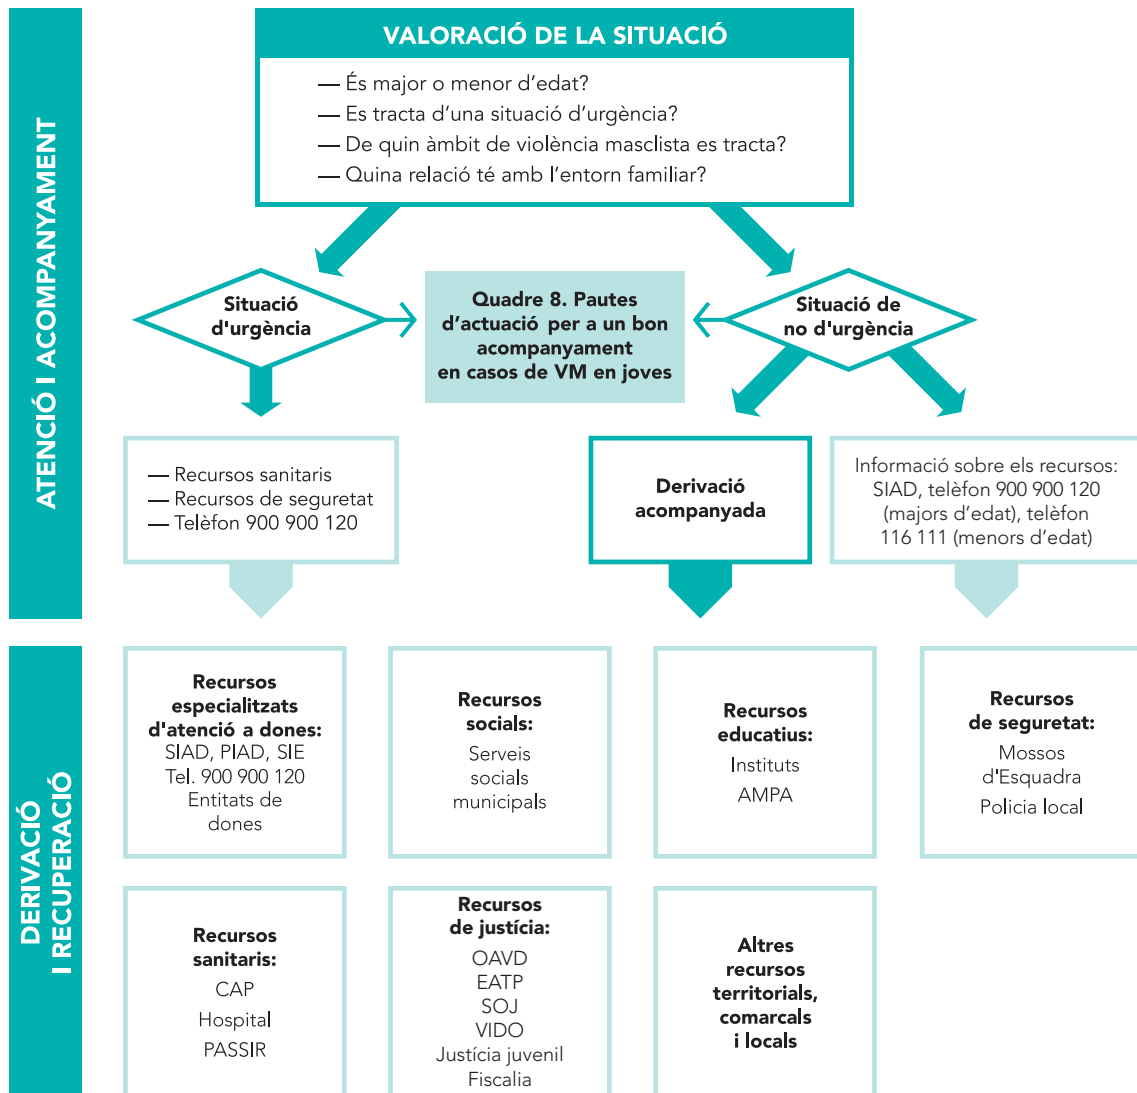 ATENCIÓ I ACOMPANYAMENT
VALORACIÓ DE LA SITUACIÓ
— És major o menor d’edat?
— Es tracta d’una situació d’urgència?
— De quin àmbit de violència masclista es tracta?
— Quina relació té amb l’entorn familiar?
Situació
d'urgència
Quadre 8. Pautes
d’actuació per a un bon
acompanyament
en casos de VM en joves
Situació de
no d'urgència
— Recursos sanitaris
— Recursos de seguretat
— Telèfon 900 900 120
Derivació
acompanyada
Informació sobre els recursos:
SIAD, telèfon 900 900 120
(majors d’edat), telèfon
116 111 (menors d’edat)
DERIVACIÓ
I RECUPERACIÓ
Recursos
especialitzats
d'atenció a dones:
SIAD, PIAD, SIE
Tel. 900 900 120
Entitats de
dones
Recursos
socials:
Serveis
socials
municipals
Recursos
educatius:
Instituts
AMPA
Recursos
de seguretat:
Mossos
d'Esquadra
Policia local
Recursos
sanitaris:
CAP
Hospital
PASSIR
Recursos
de justícia:
OAVD
EATP
SOJ
VIDO
Justícia juvenil
Fiscalia
Altres
recursos
territorials,
comarcals
i locals